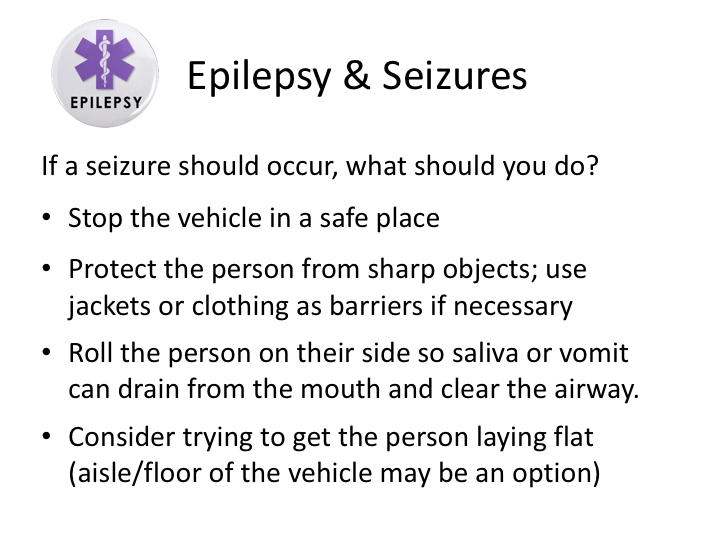 EPILEPSY
Epilepsy & Seizures
If a seizure should occur, what should you do?
• Stop the vehicle in a safe place
• Protect the person from sharp objects; use
jackets or clothing as barriers if necessary
• Roll the person on their side so saliva or vomit
can drain from the mouth and clear the airway.
• Consider trying to get the person laying flat
(aisle/floor of the vehicle may be an option)